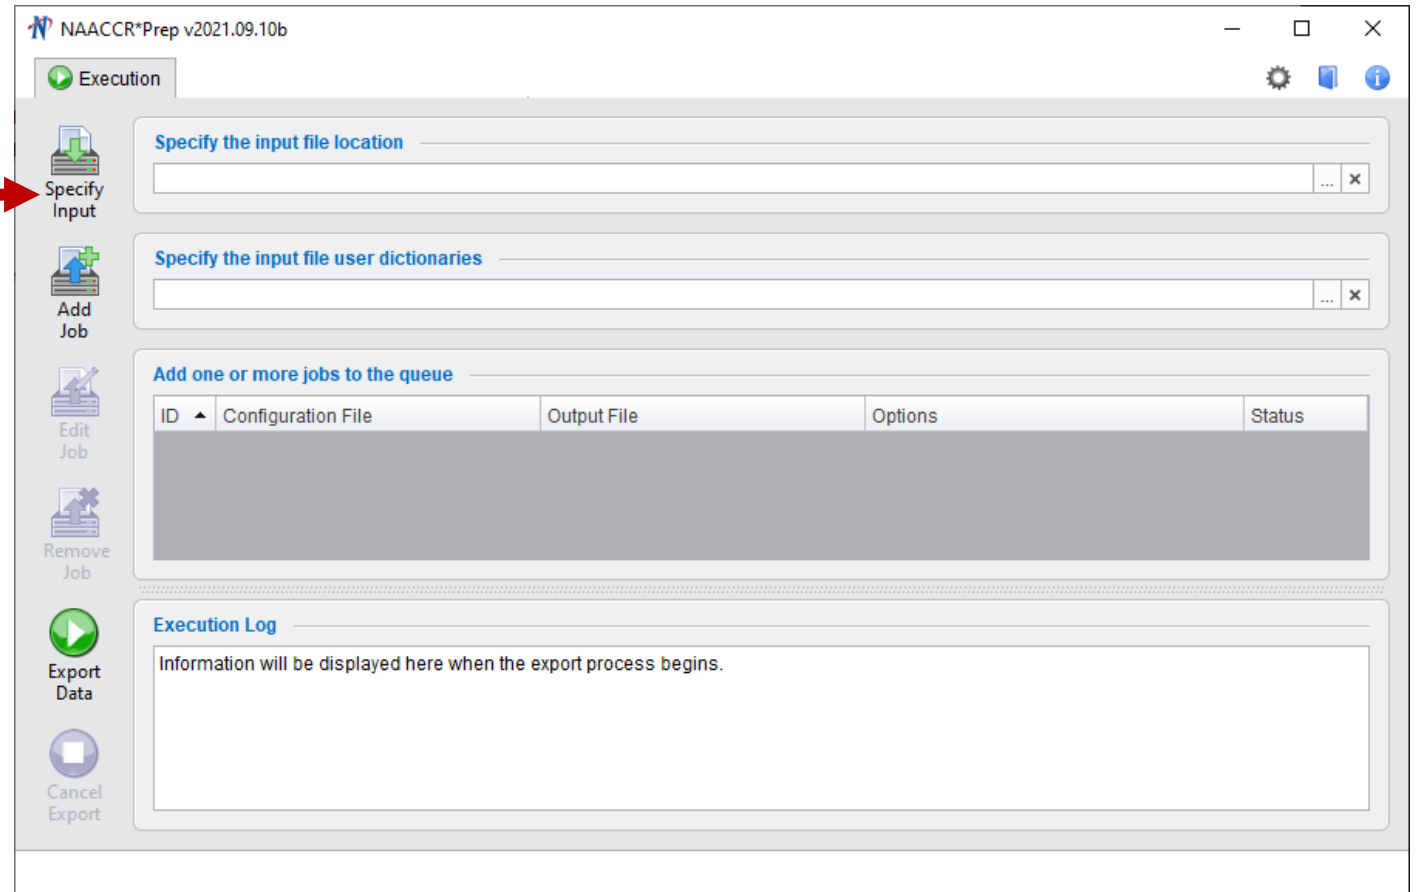 NAACCR*Prep v2021.09.10b
Execution
Specify
Input
Add
Job
Edit
Job
Remove
Job
Export
Data
Cancel
Export
Specify the input file location
...
Specify the input file user dictionaries
...
Add one or more jobs to the queue
ID Configuration File Output File Options Status
Execution Log
Information will be displayed here when the export process begins.